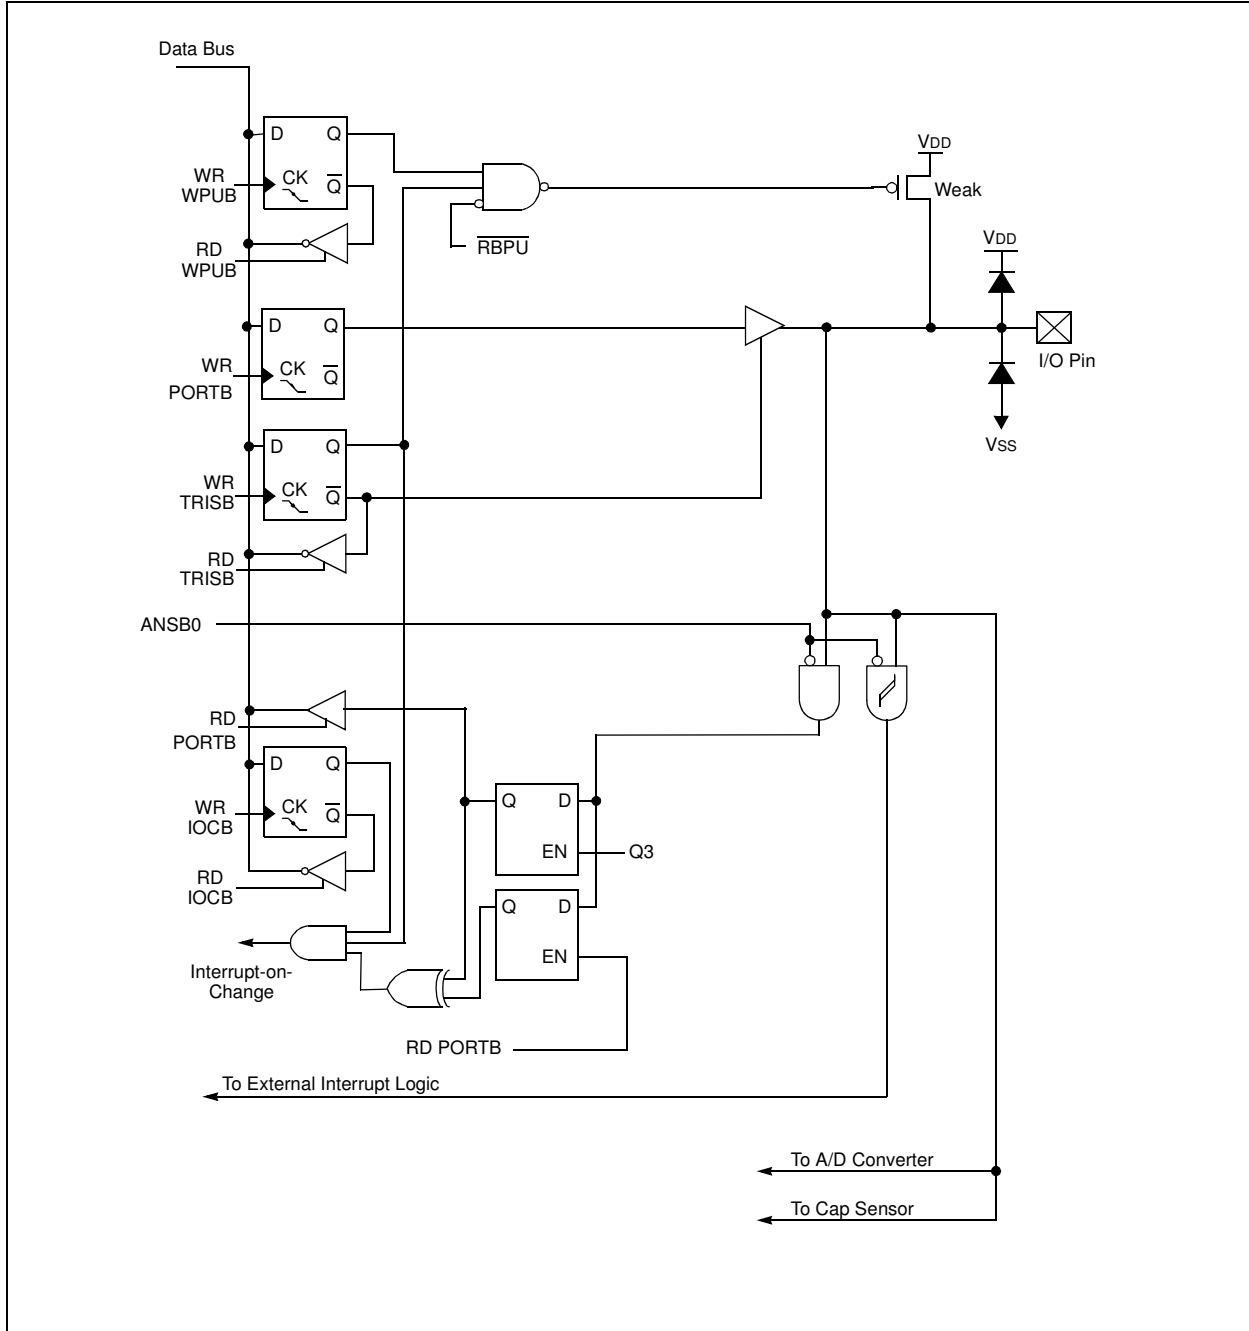 Data Bus
D Q
WR
WPUB
CK Q
VDD
Weak
RD
WPUB
RBPU
VDD
D Q
WR
PORTB
CK Q
I/O Pin
D Q
VSS
WR
TRISB
CK Q
RD
TRISB
ANSB0
RD
PORTB
D Q
Q D
WR
IOCB
CK Q
EN Q3
RD
IOCB
Q D
EN
Interrupt-on-
Change
RD PORTB
To External Interrupt Logic
To A/D Converter
To Cap Sensor